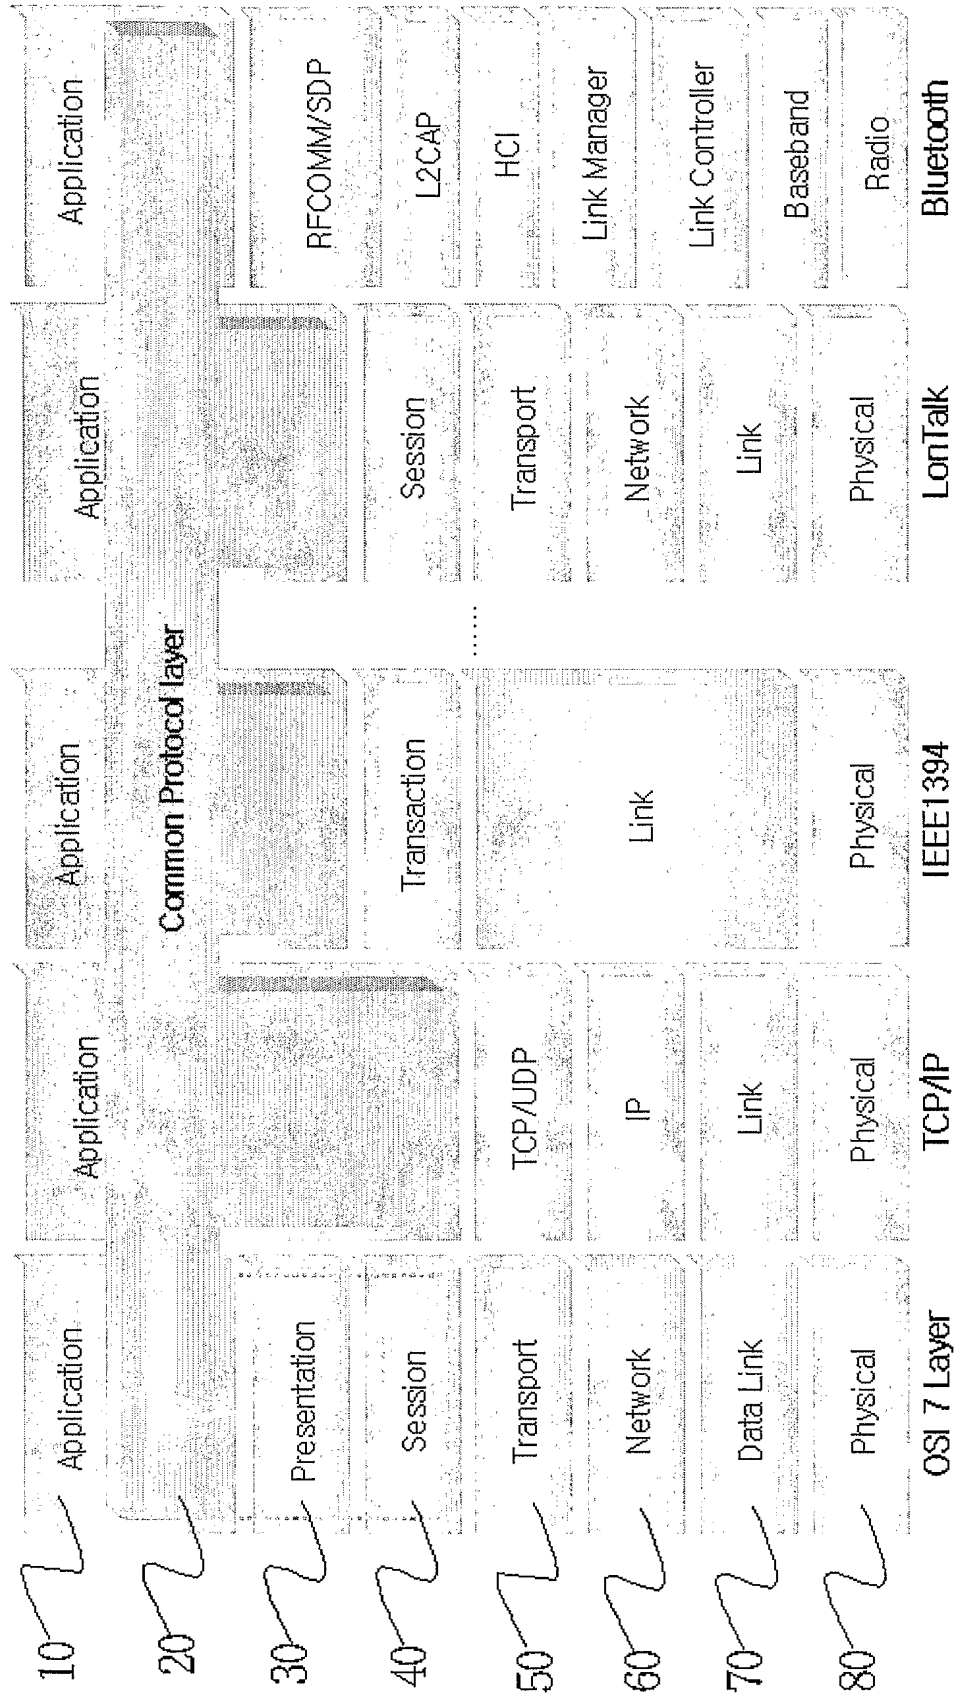 10
Application
Application
Application
Application
Application
20
Common Protocol layer
30
Presentation
RFCOMM/SDP
40
Session
Transaction
Session
L2CAP
50
Transport
TCP/UDP
......
Transport
HCI
60
Network
IP
Link
Network
Link Manager
70
Data Link
Link
Link
Link Controller
Baseband
80
Physical
Physical
Physical
Physical
Radio
OSI 7 Layer
TCP/IP
IEEE1394
LonTalk
Bluetooth